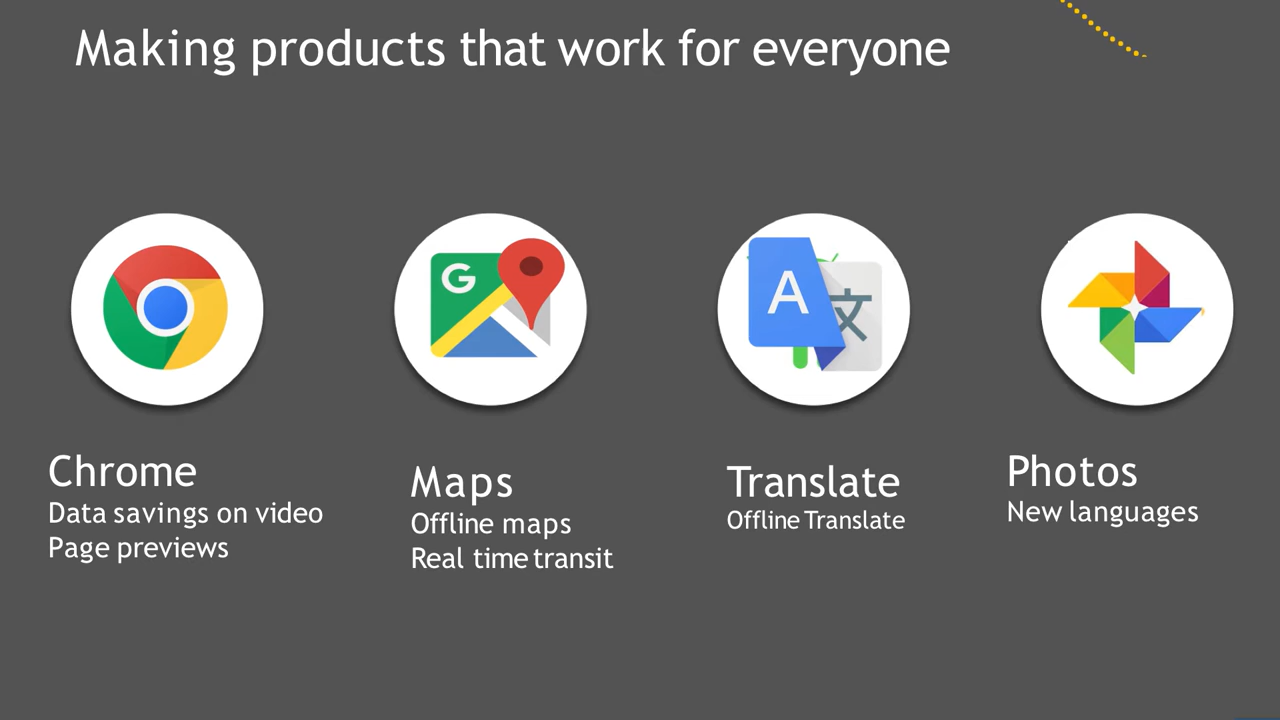 Making products that work for everyone
G
A 文
Chrome
Data savings on video
Page previews
Maps
Offline maps
Real time transit
Translate
Offline Translate
Photos
New languages